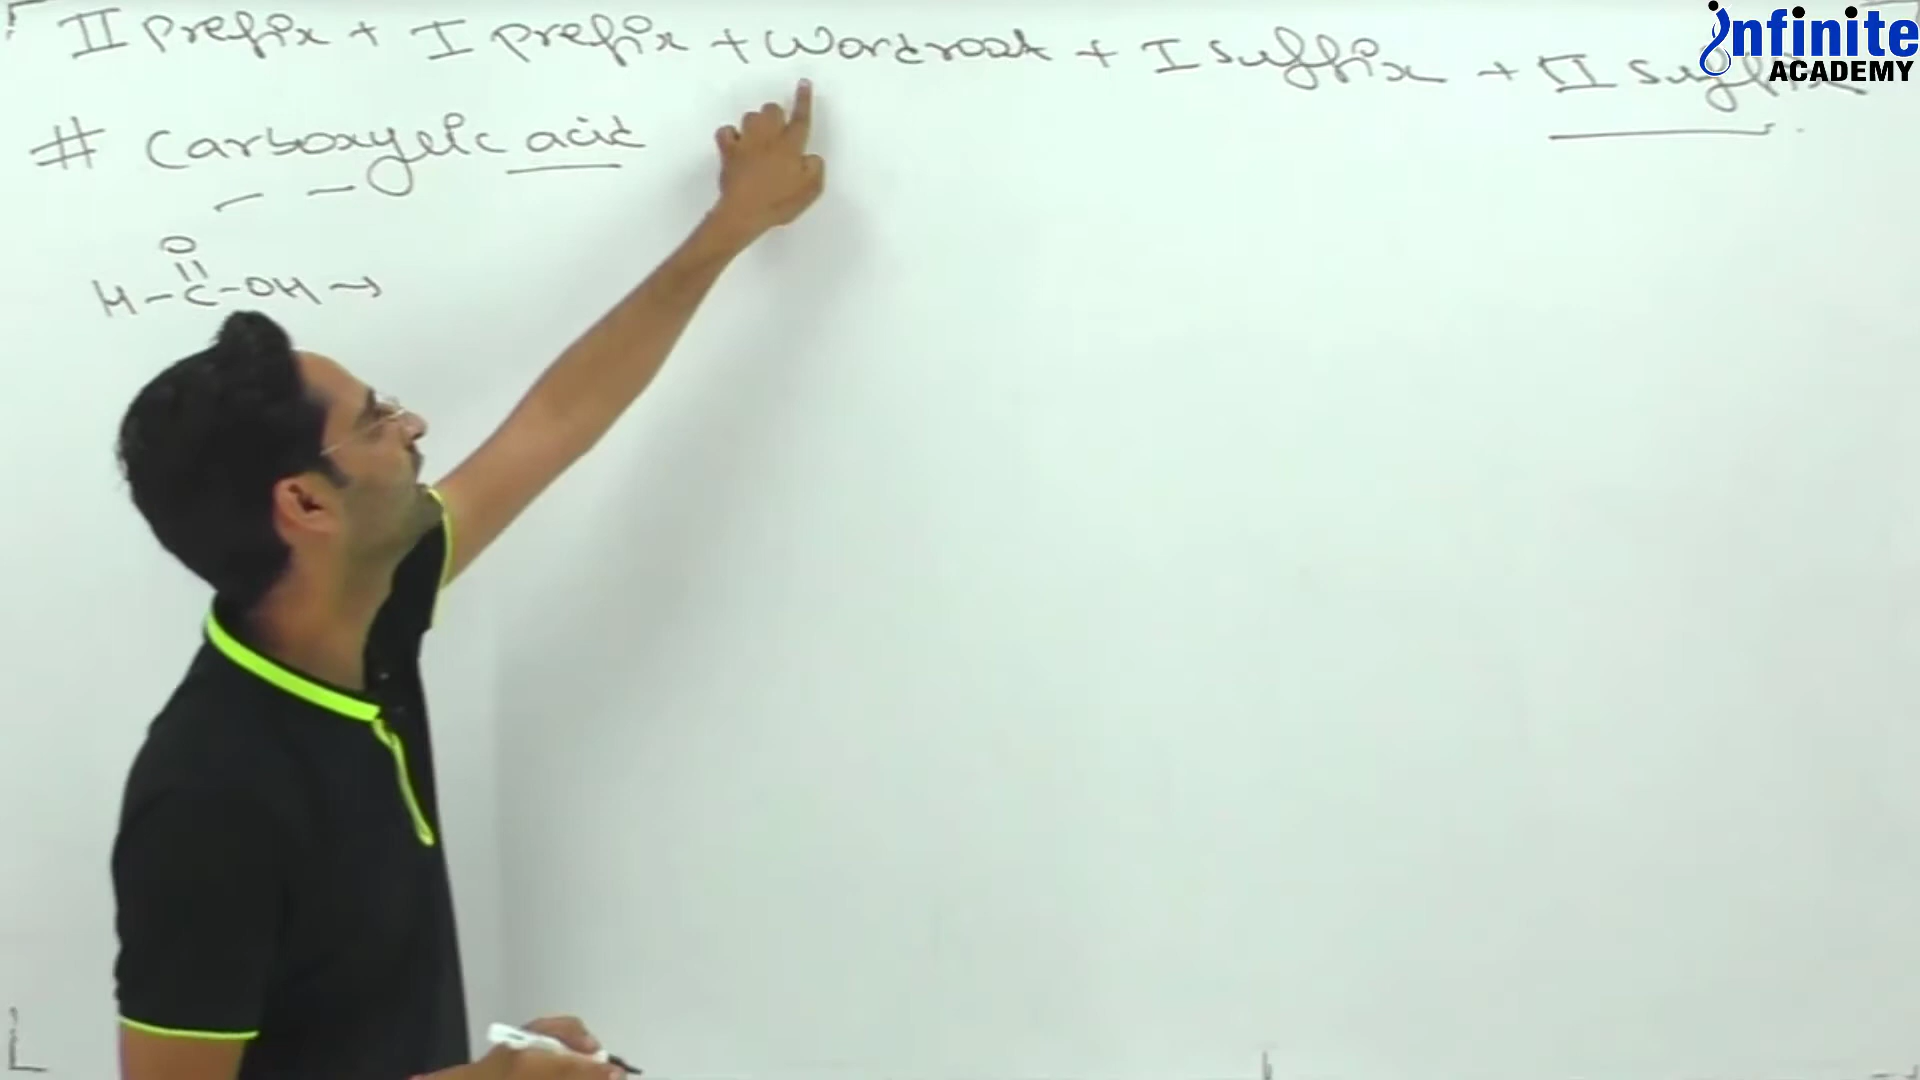 II prefix + I prefix + Wordroot + I suffix + II suffix
# Carboxylic acid
O
||
H-C-OH→
infinite
ACADEMY